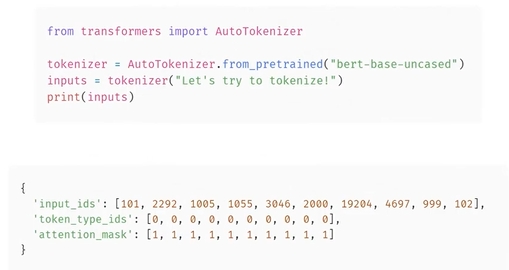 from transformers import AutoTokenizer
tokenizer = AutoTokenizer.from_pretrained("bert-base-uncased")
inputs = tokenizer("Let's try to tokenize!")
print(inputs)
{
'input_ids': [101, 2292, 1005, 1055, 3046, 2000, 19204, 4697, 999, 102],
'token_type_ids': [0, 0, 0, 0, 0, 0, 0, 0, 0, 0],
'attention_mask': [1, 1, 1, 1, 1, 1, 1, 1, 1, 1]
}